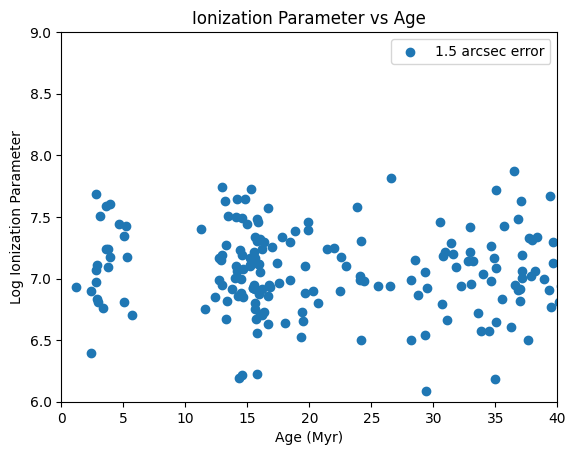 Ionization Parameter vs Age
9.0
1.5 arcsec error
8.5
8.0
7.5
7.0
6.5
6.0
Log Ionization Parameter
0 5 10 15 20 25 30 35 40
Age (Myr)